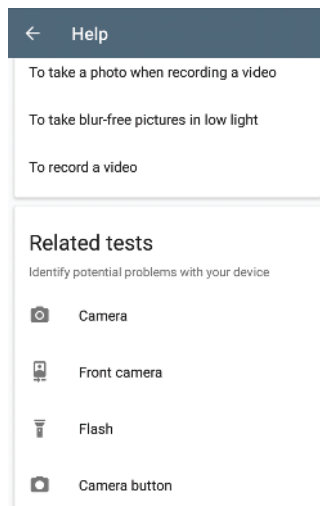 Help
To take a photo when recording a video
To take blur-free pictures in low light
To record a video
Related tests
Identify potential problems with your device
Camera
Front camera
Flash
Camera button